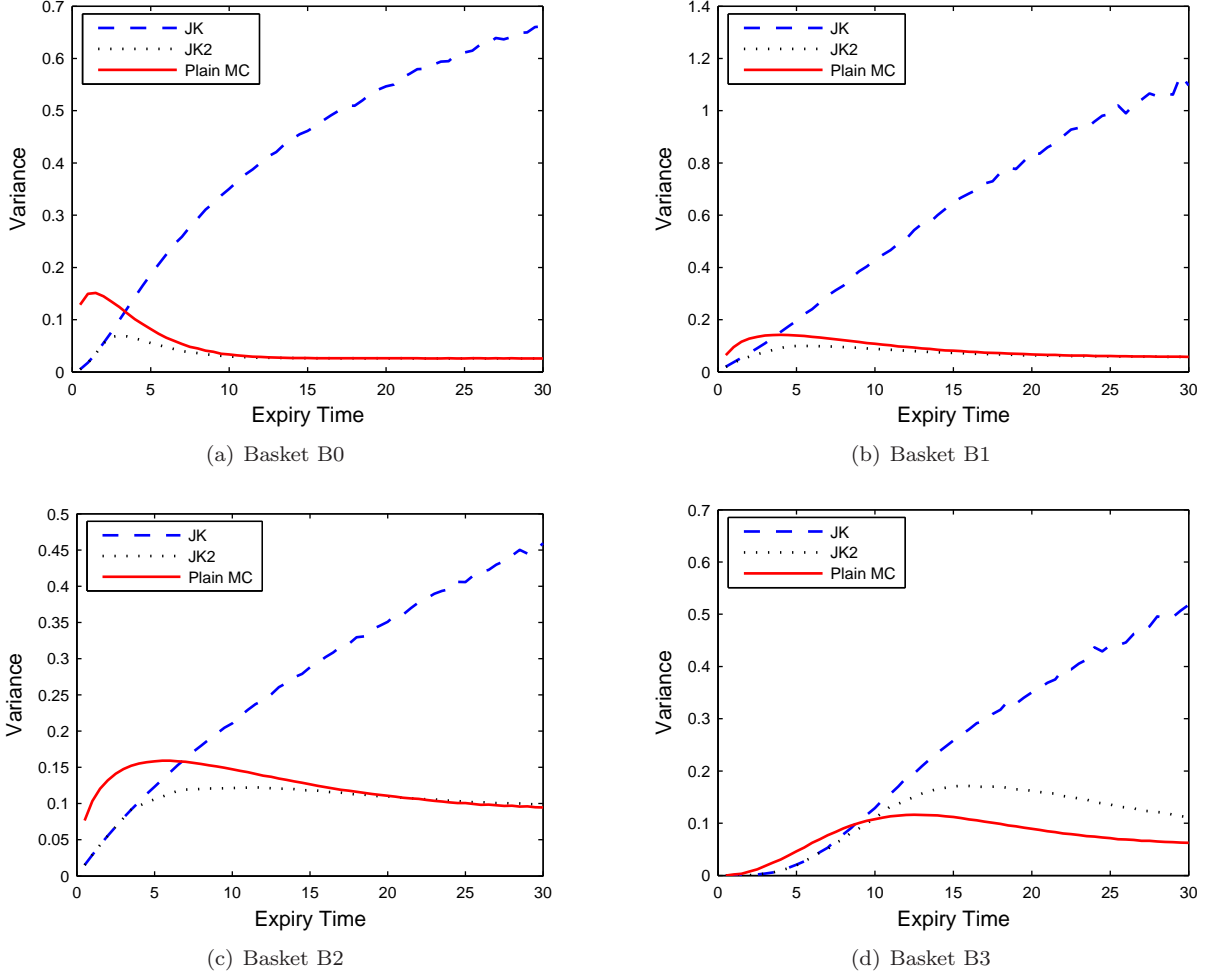 0.7
0.6
0.5
0.4
0.3
0.2
0.1
0
Variance
JK
JK2
Plain MC
0 5 10 15 20 25 30
Expiry Time
(a) Basket B0
1.4
1.2
1
0.8
0.6
0.4
0.2
0
Variance
JK
JK2
Plain MC
0 5 10 15 20 25 30
Expiry Time
(b) Basket B1
0.5
0.45
0.4
0.35
0.3
0.25
0.2
0.15
0.1
0.05
0
Variance
JK
JK2
Plain MC
0 5 10 15 20 25 30
Expiry Time
(c) Basket B2
0.7
0.6
0.5
0.4
0.3
0.2
0.1
0
Variance
JK
JK2
Plain MC
0 5 10 15 20 25 30
Expiry Time
(d) Basket B3